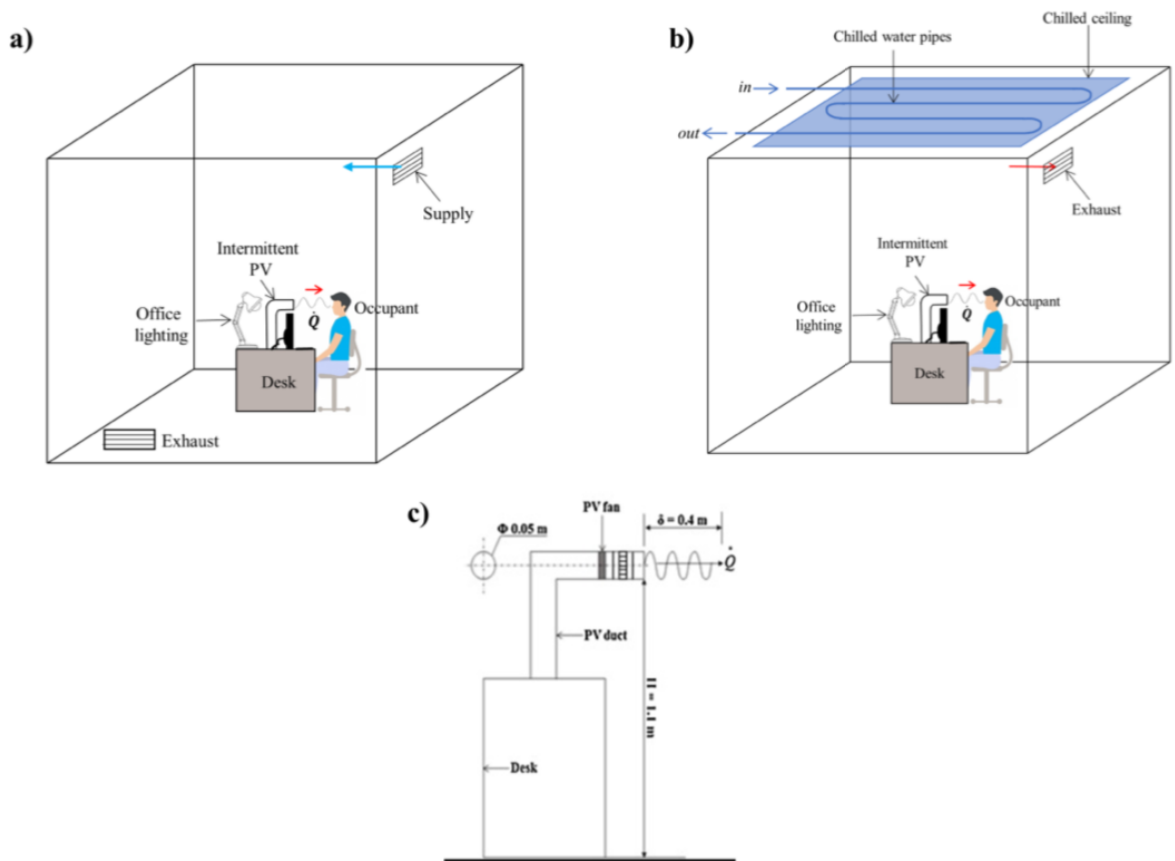 a)
Supply
Intermittent
PV
Office
lighting
Q̇
Occupant
Desk
Exhaust
b)
Chilled ceiling
Chilled water pipes
in
out
Exhaust
Intermittent
PV
Office
lighting
Q̇
Occupant
Desk
c)
PV fan
Φ 0.05 m
δ = 0.4 m
Q̇
PV duct
H = 1.1 m
Desk